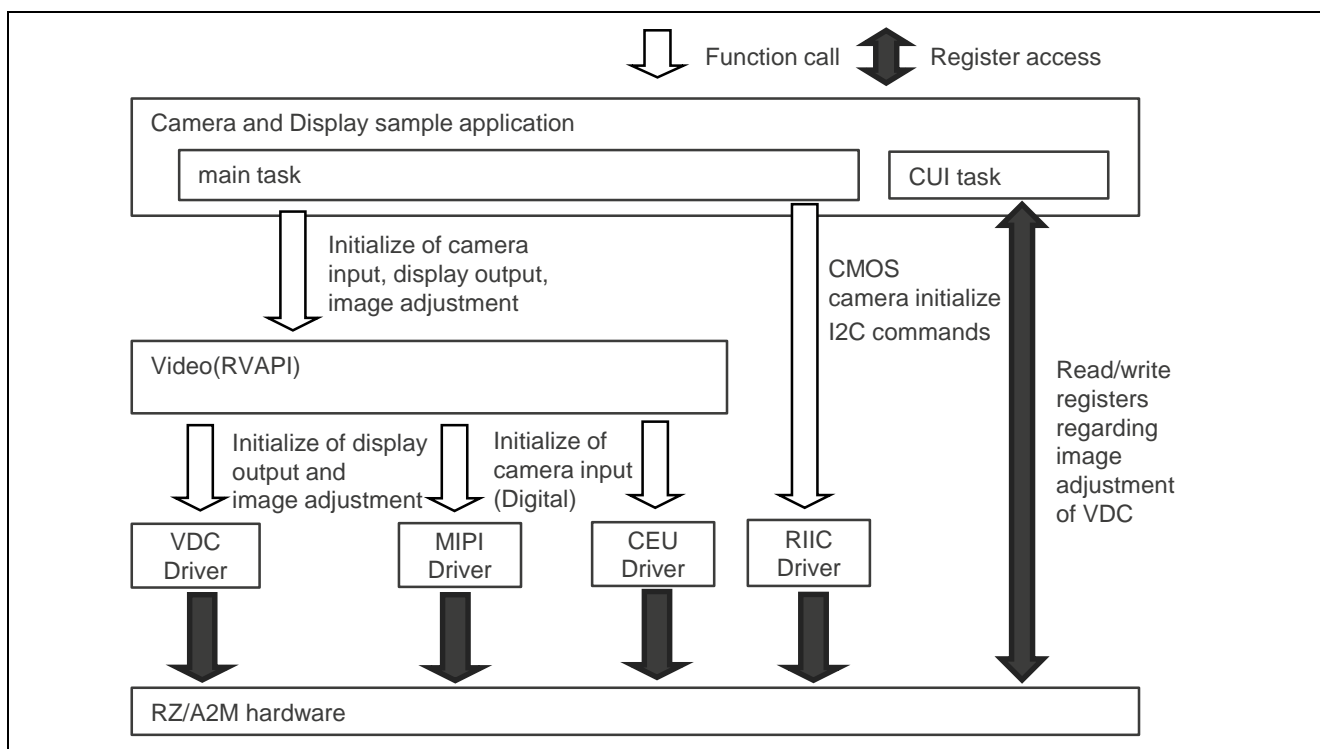 Function call
Register access
Camera and Display sample application
main task
CUI task
Initialize of camera
input, display output,
image adjustment
CMOS
camera initialize
I2C commands
Video(RVAPI)
Read/write
registers
regarding
image
adjustment
of VDC
Initialize of display
output and
image adjustment
Initialize of
camera input
(Digital)
VDC
Driver
MIPI
Driver
CEU
Driver
RIIC
Driver
RZ/A2M hardware